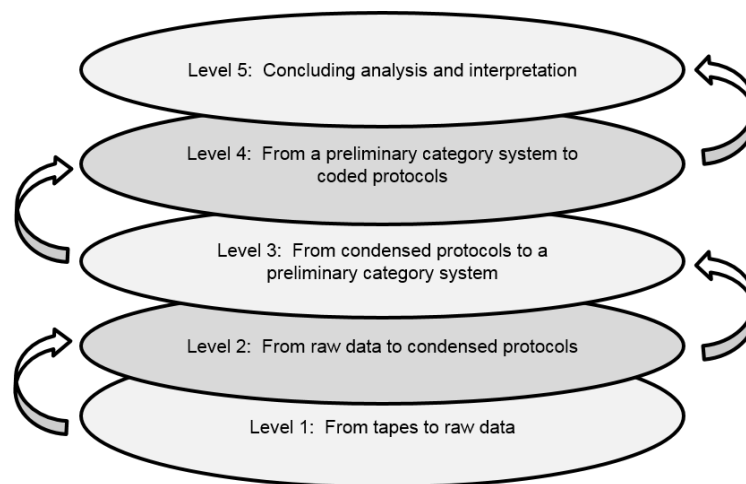 Level 5:  Concluding analysis and interpretation
Level 4:  From a preliminary category system to
coded protocols
Level 3:  From condensed protocols to a
preliminary category system
Level 2:  From raw data to condensed protocols
Level 1:  From tapes to raw data